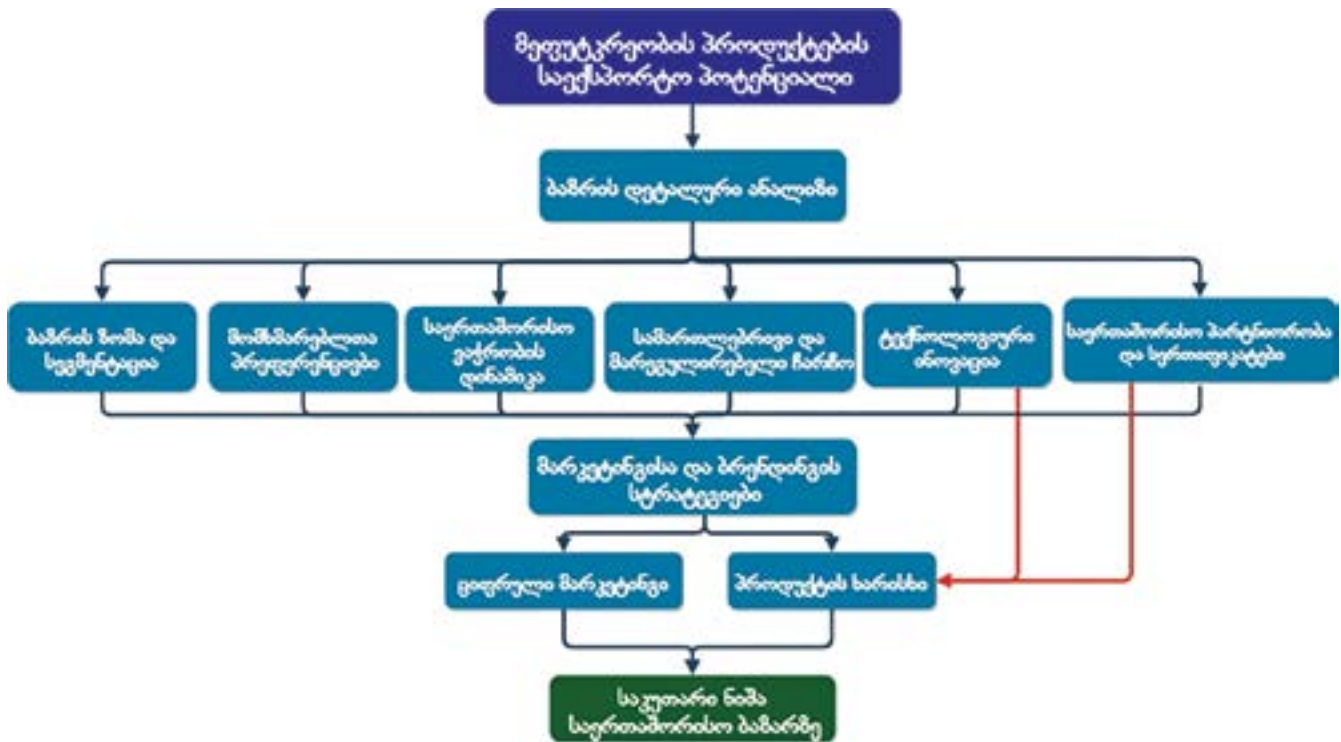 მეფუტკრეობის პროდუქტების
საექსპორტო პოტენციალი
ბაზრის დეტალური ანალიზი
ბაზრის ზომა და
სეგმენტაცია
მომხმარებელთა
პრეფერენციები
საერთაშორისო
ვაჭრობის
დინამიკა
სამართლებრივი და
მარეგულირებელი ჩარჩო
ტექნოლოგიური
ინოვაცია
საერთაშორისო პარტნიორობა
და სერთიფიკატები
მარკეტინგისა და ბრენდინგის
სტრატეგიები
ციფრული მარკეტინგი
პროდუქტის ხარისხი
საკუთარი ნიშა
საერთაშორისო ბაზარზე